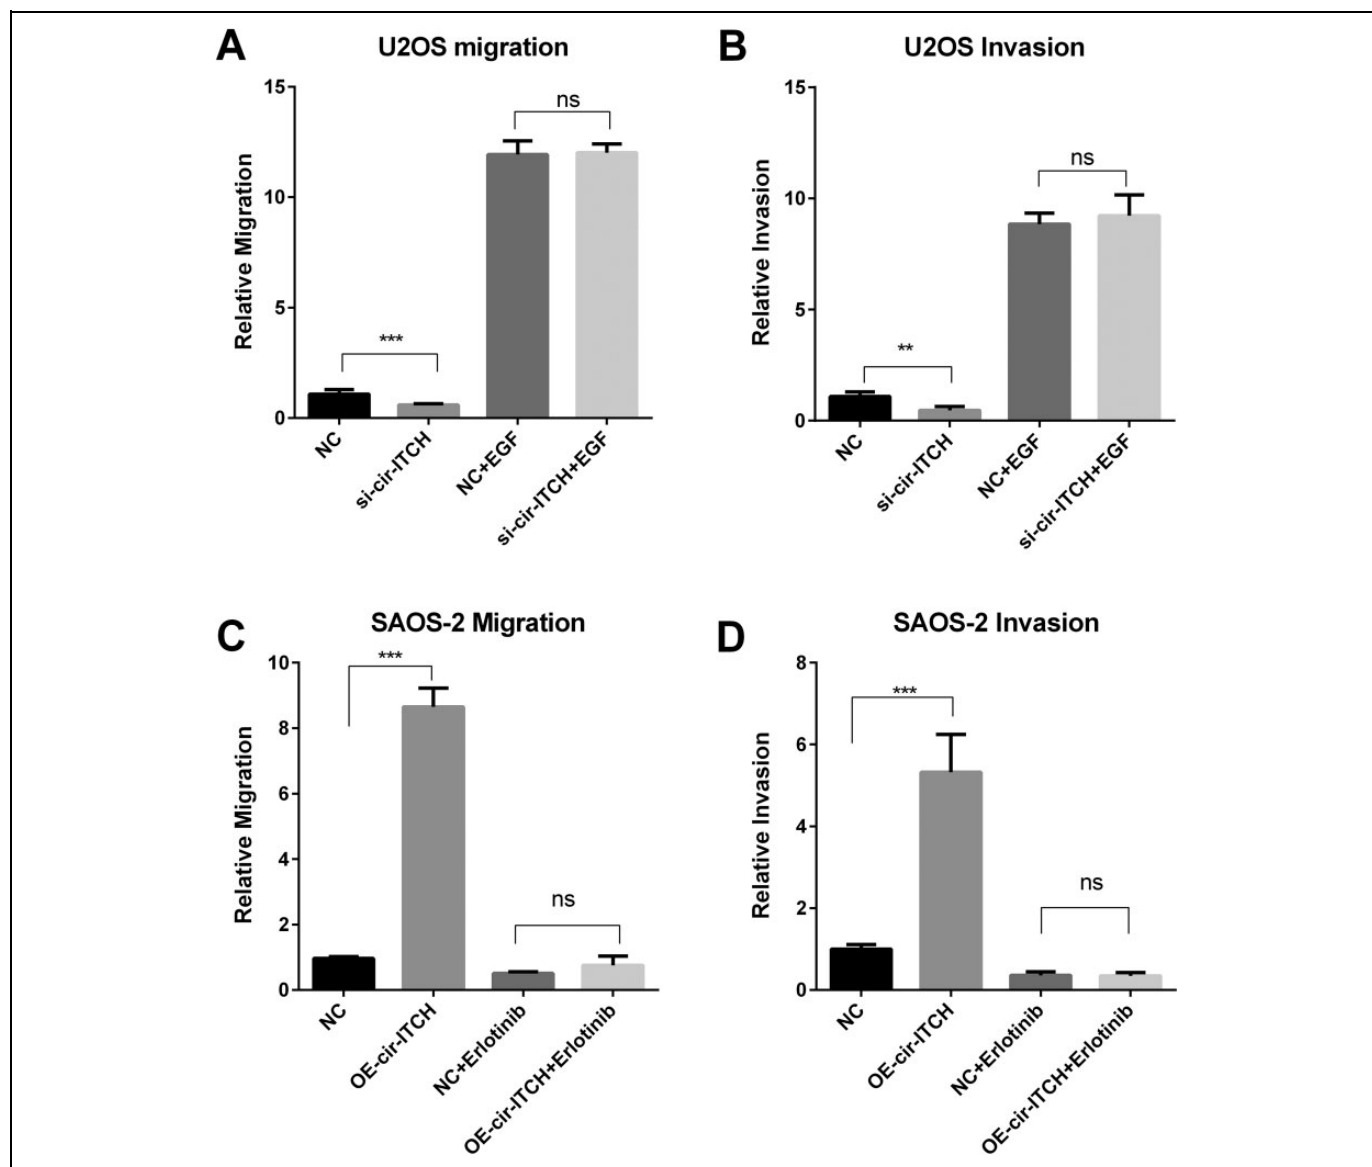 A
U2OS migration
Relative Migration
15
10
5
0
***
ns
NC
si-cir-ITCH
NC+EGF
si-cir-ITCH+EGF
B
U2OS Invasion
Relative Invasion
15
10
5
0
**
ns
NC
si-cir-ITCH
NC+EGF
si-cir-ITCH+EGF
C
SAOS-2 Migration
Relative Migration
10
8
6
4
2
0
***
ns
NC
OE-cir-ITCH
NC+Erlotinib
OE-cir-ITCH+Erlotinib
D
SAOS-2 Invasion
Relative Invasion
8
6
4
2
0
***
ns
NC
OE-cir-ITCH
NC+Erlotinib
OE-cir-ITCH+Erlotinib